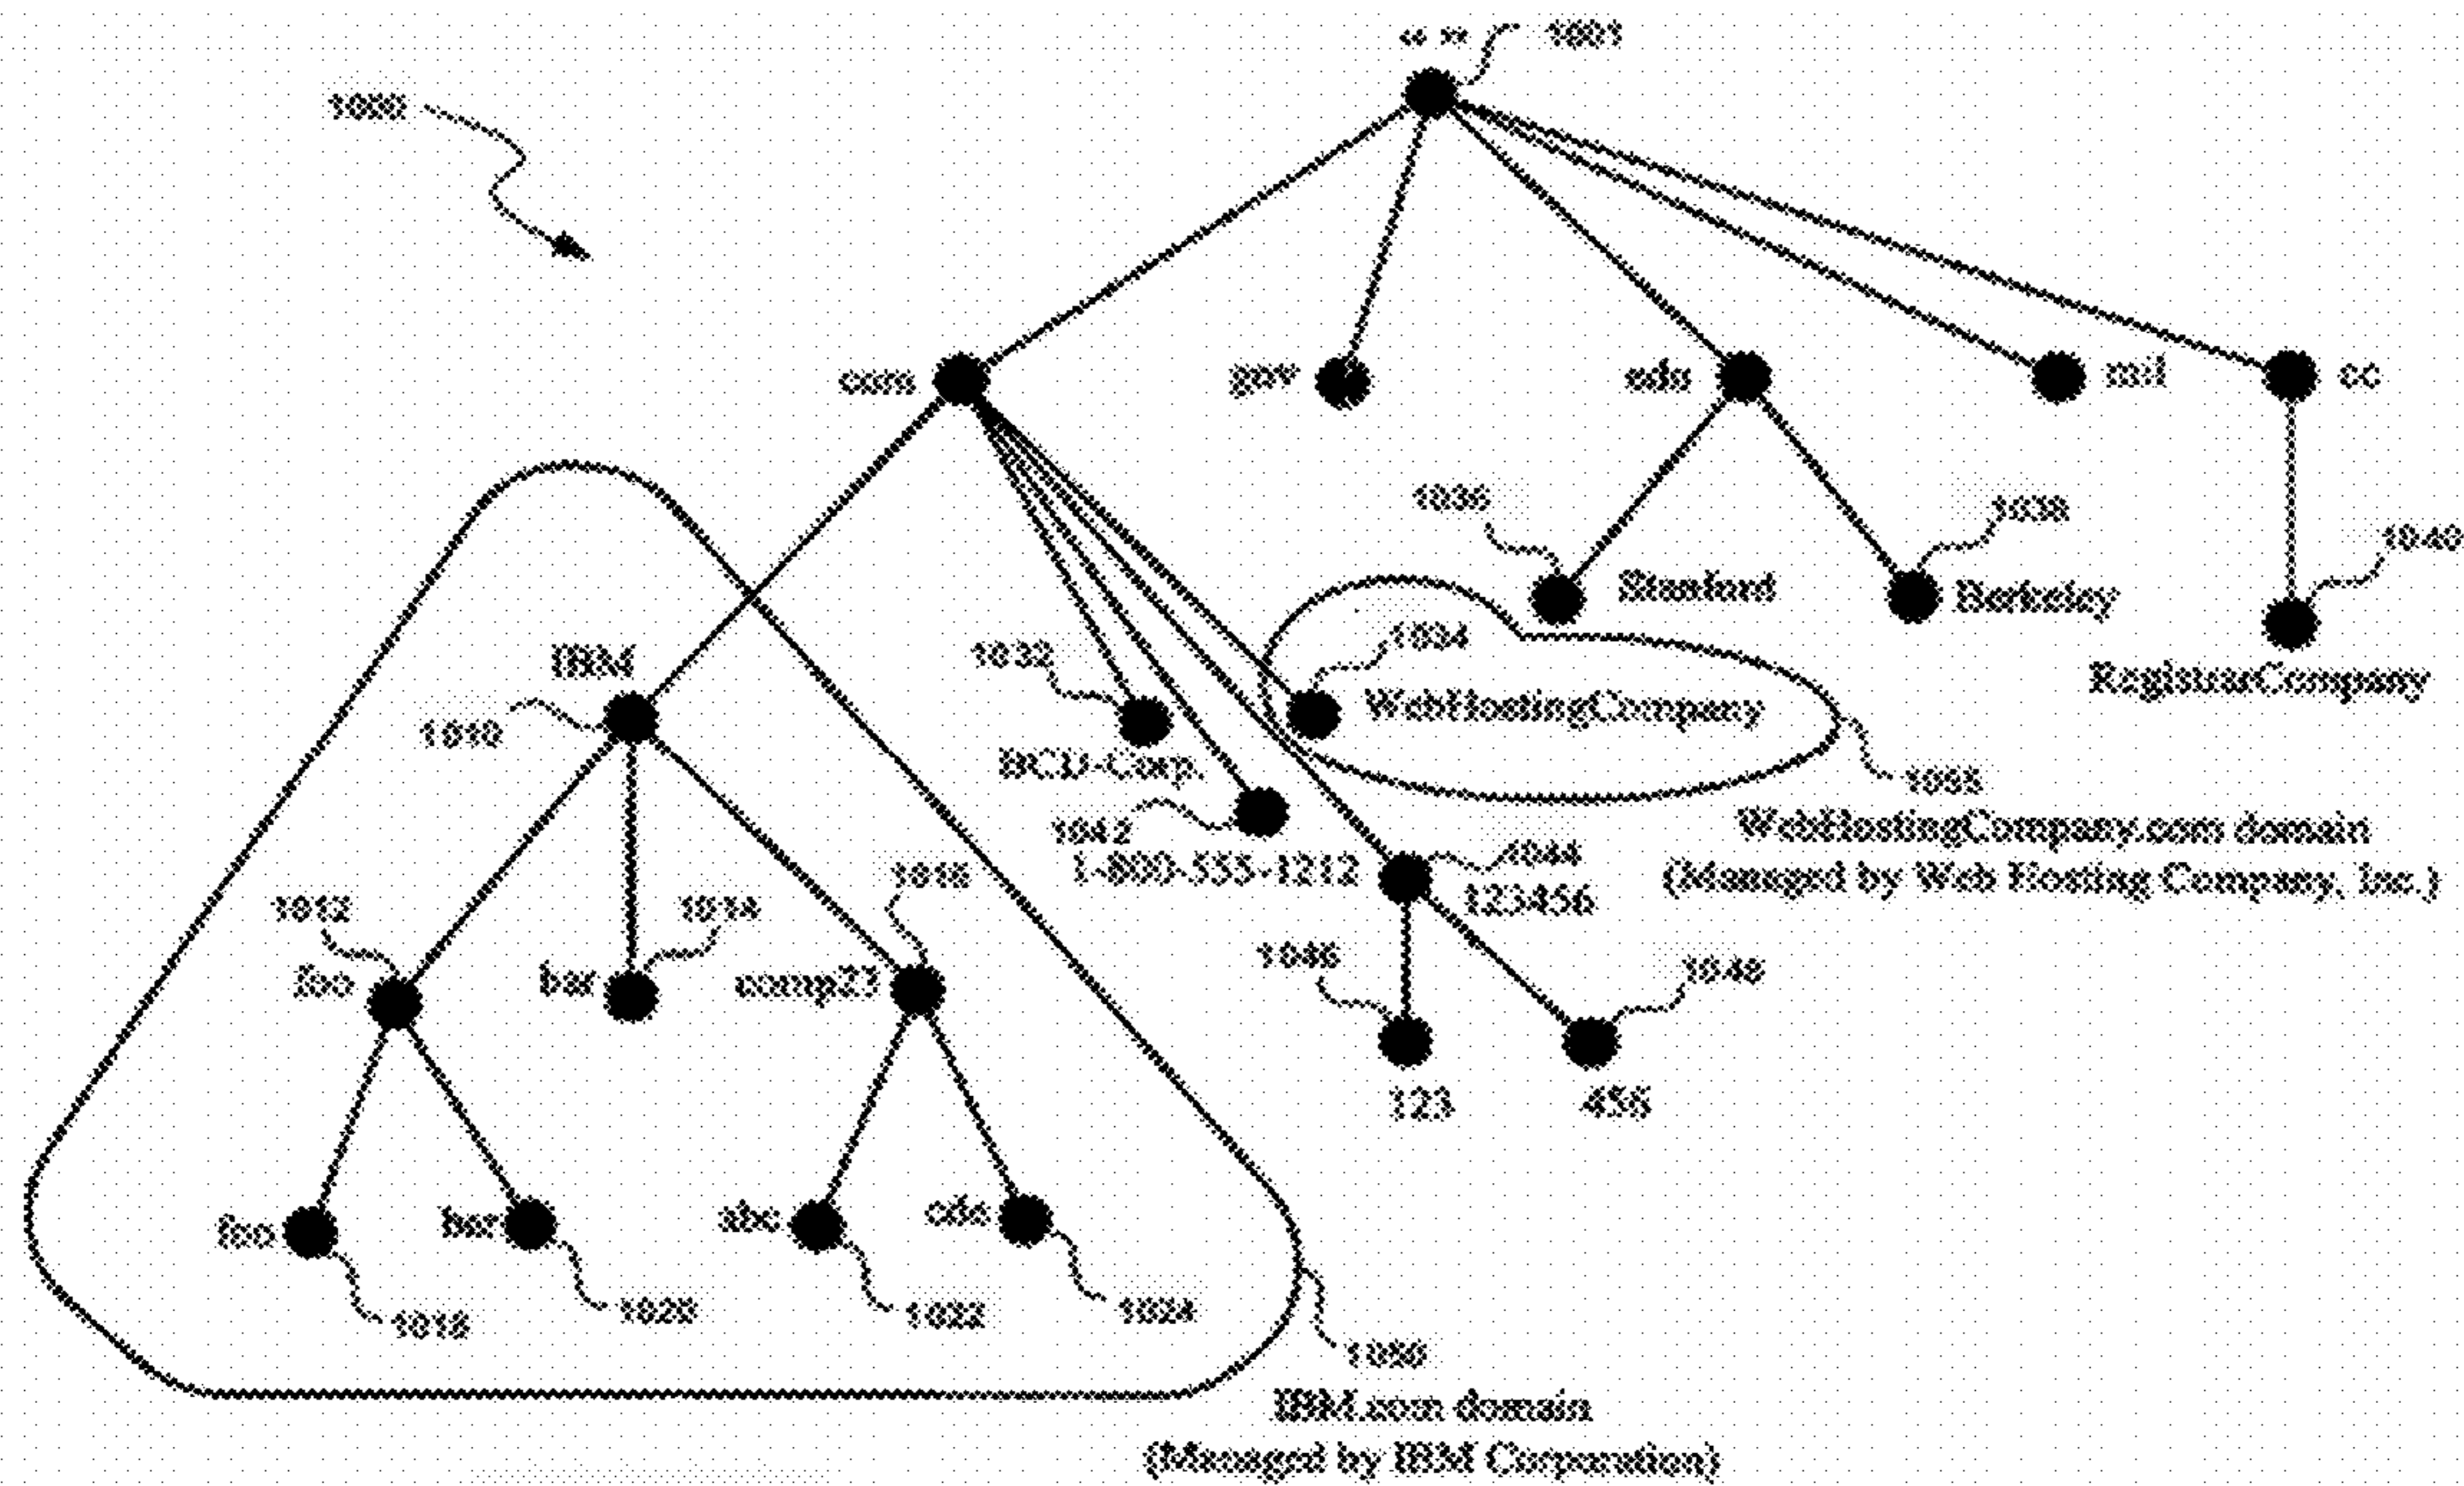 “ ” 1001
1000
com
gov
edu
mil
cc
1036
1038
1040
Stanford
Berkeley
RegistrarCompany
IBM
1010
1032
1034
WebHostingCompany
BCD-Corp.
1055
WebHostingCompany.com domain
(Managed by Web Hosting Company, Inc.)
1042
1-800-555-1212
1044
123456
1012
1014
1016
foo
bar
comp23
1046
1048
123
456
foo
bar
abc
cde
1018
1020
1022
1024
1050
IBM.com domain
(Managed by IBM Corporation)